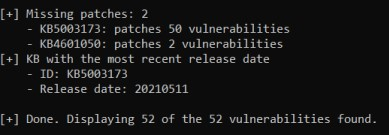 [+] Missing patches: 2
    - KB5003173: patches 50 vulnerabilities
    - KB4601050: patches 2 vulnerabilities
[+] KB with the most recent release date
    - ID: KB5003173
    - Release date: 20210511
[+] Done. Displaying 52 of the 52 vulnerabilities found.